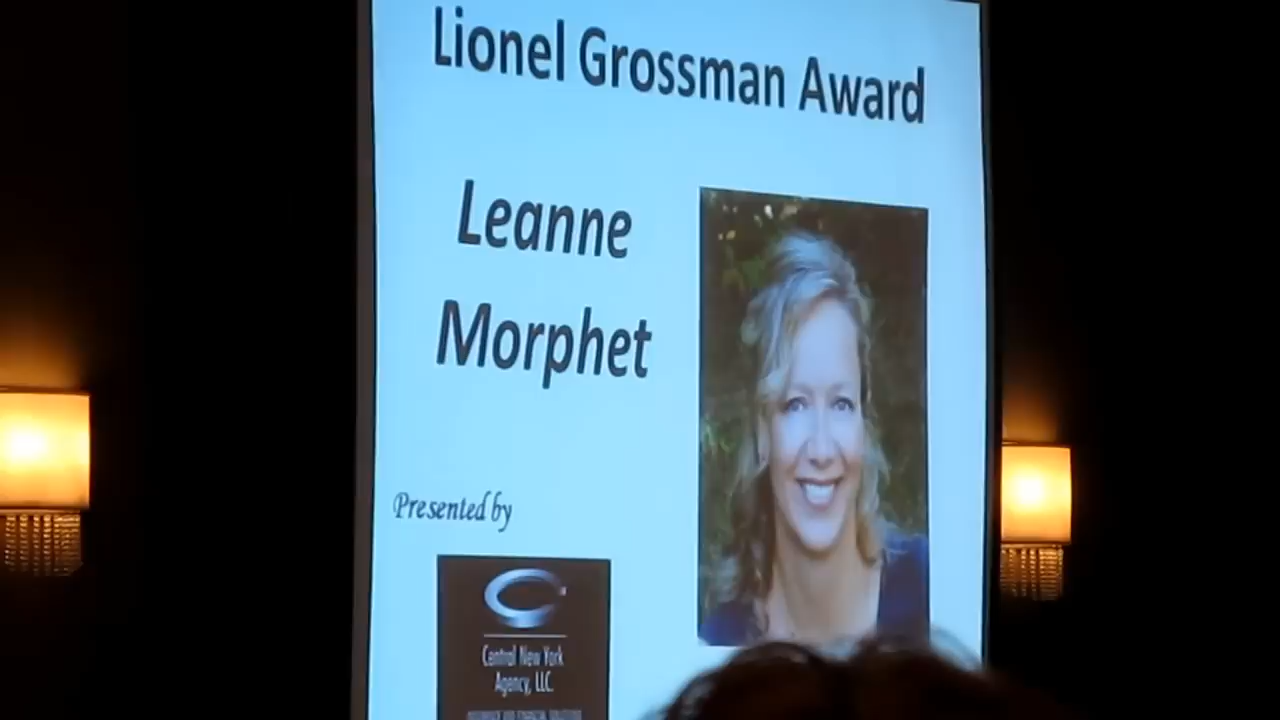 Lionel Grossman Award
Leanne
Morphet
Presented by
Central New York
Agency, LLC.